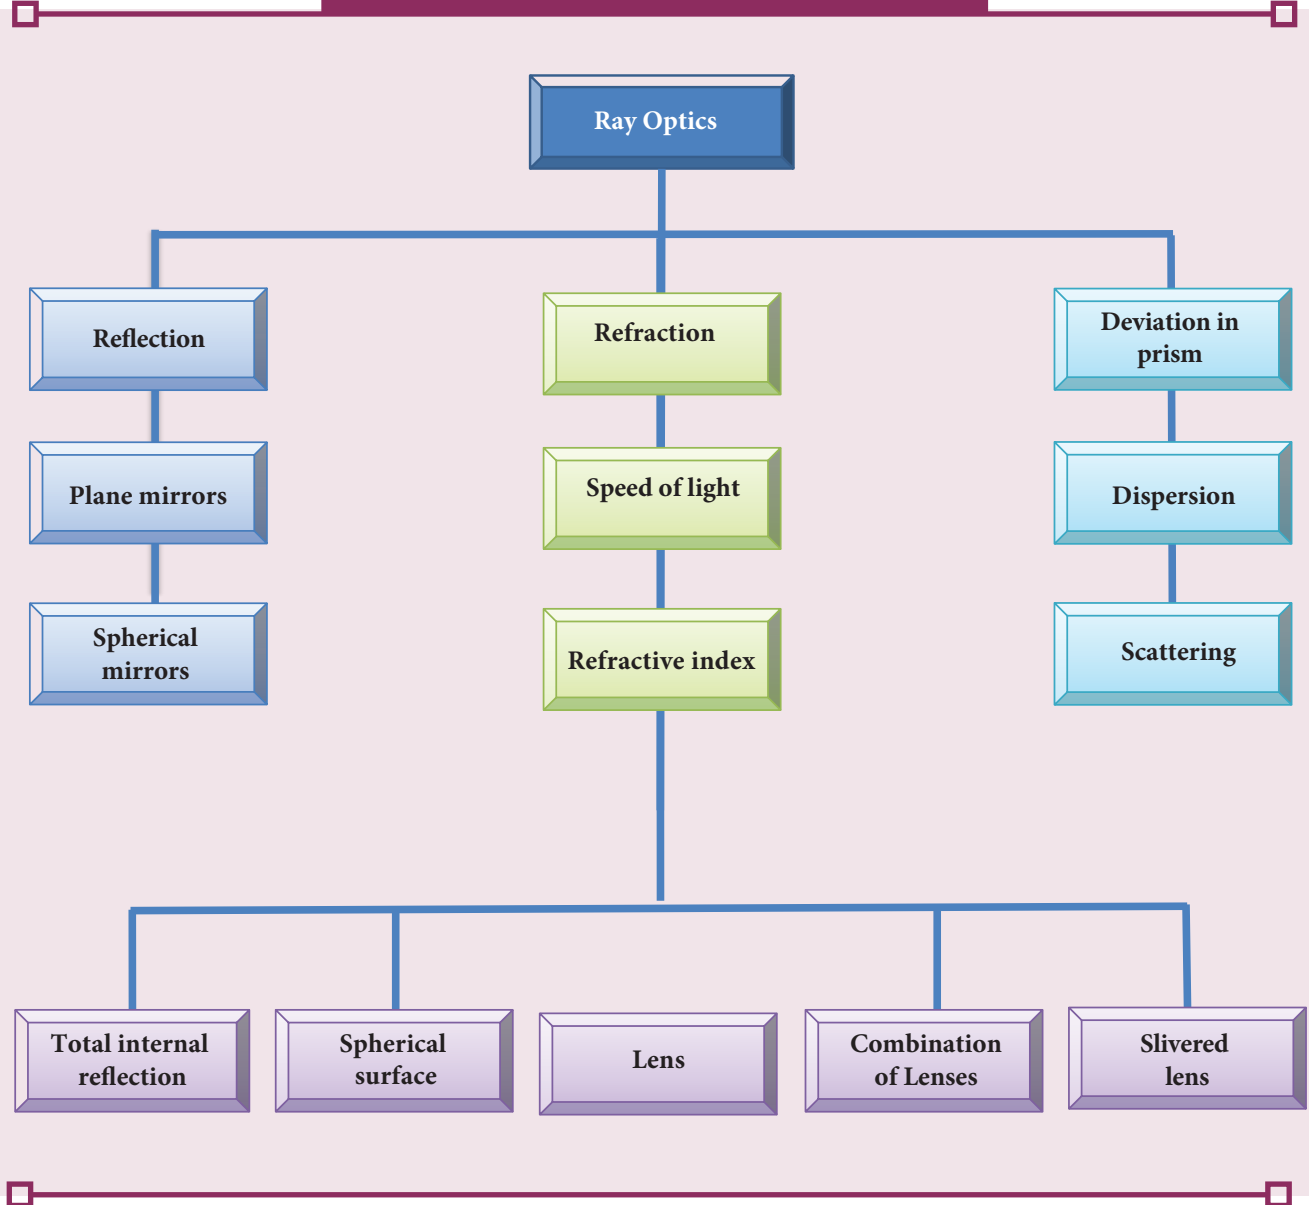 Ray Optics
Reflection
Refraction
Deviation in
prism
Plane mirrors
Speed of light
Dispersion
Spherical
mirrors
Refractive index
Scattering
Total internal
reflection
Spherical
surface
Lens
Combination
of Lenses
Slivered
lens